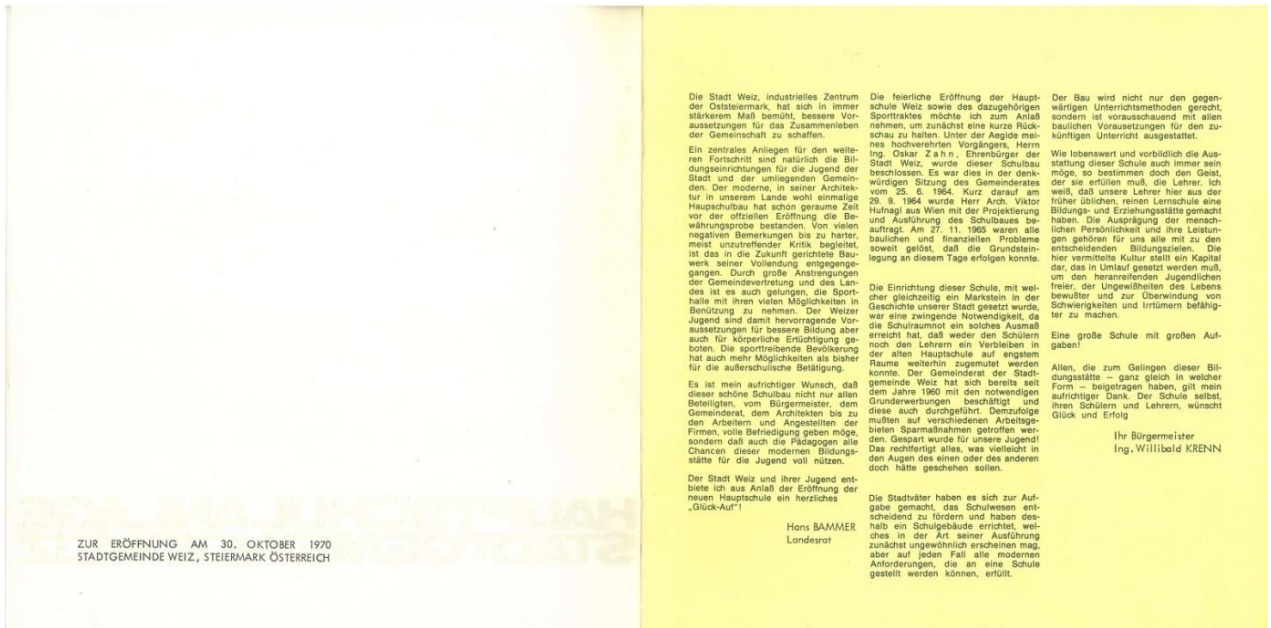 ZUR ERÖFFNUNG AM 30. OKTOBER 1970
STADTGEMEINDE WEIZ, STEIERMARK ÖSTERREICH
Die Stadt Weiz, industrielles Zentrum
der Oststeiermark, hat sich in immer
stärkerem Maß bemüht, bessere Vor-
aussetzungen für das Zusammenleben
der Gemeinschaft zu schaffen.
Ein zentrales Anliegen für den weite-
ren Fortschritt sind natürlich die Bil-
dungseinrichtungen für die Jugend der
Stadt und der umliegenden Gemein-
den. Der moderne, in seiner Architek-
tur in unserem Lande wohl einmalige
Haupschulbau hat schon geraume Zeit
vor der offziellen Eröffnung die Be-
währungsprobe bestanden. Von vielen
negativen Bemerkungen bis zu harter,
meist unzutreffender Kritik begleitet,
ist das in die Zukunft gerichtete Bau-
werk seiner Vollendung entgegenge-
gangen. Durch große Anstrengungen
der Gemeindevertretung und des Lan-
des ist es auch gelungen, die Sport-
halle mit ihren vielen Möglichkeiten in
Benützung zu nehmen. Der Weizer
Jugend sind damit hervorragende Vor-
aussetzungen für bessere Bildung aber
auch für körperliche Ertüchtigung ge-
boten. Die sporttreibende Bevölkerung
hat auch mehr Möglichkeiten als bisher
für die außerschulische Betätigung.
Es ist mein aufrichtiger Wunsch, daß
dieser schöne Schulbau nicht nur allen
Beteiligten, vom Bürgermeister, dem
Gemeinderat, dem Architekten bis zu
den Arbeitern und Angestellten der
Firmen, volle Befriedigung geben möge,
sondern daß auch die Pädagogen alle
Chancen dieser modernen Bildungs-
stätte für die Jugend voll nützen.
Der Stadt Weiz und ihrer Jugend ent-
biete ich aus Anlaß der Eröffnung der
neuen Hauptschule ein herzliches
„Glück-Auf"!
Hans BAMMER
Landesrat
Die feierliche Eröffnung der Haupt-
schule Weiz sowie des dazugehörigen
Sporttraktes möchte ich zum Anlaß
nehmen, um zunächst eine kurze Rück-
schau zu halten. Unter der Aegide mei-
nes hochverehrten Vorgängers, Herrn
Ing. Oskar Zahn, Ehrenbürger der
Stadt Weiz, wurde dieser Schulbau
beschlossen. Es war dies in der denk-
würdigen Sitzung des Gemeinderates
vom 25. 6. 1964. Kurz darauf am
29. 9. 1964 wurde Herr Arch. Viktor
Hufnagl aus Wien mit der Projektierung
und Ausführung des Schulbaues be-
auftragt. Am 27. 11. 1965 waren alle
baulichen und finanziellen Probleme
soweit gelöst, daß die Grundstein-
legung an diesem Tage erfolgen konnte.
Die Einrichtung dieser Schule, mit wel-
cher gleichzeitig ein Markstein in der
Geschichte unserer Stadt gesetzt wurde,
war eine zwingende Notwendigkeit, da
die Schulraumnot ein solches Ausmaß
erreicht hat, daß weder den Schülern
noch den Lehrern ein Verbleiben in
der alten Hauptschule auf engstem
Raume weiterhin zugemutet werden
konnte. Der Gemeinderat der Stadt-
gemeinde Weiz hat sich bereits seit
dem Jahre 1960 mit den notwendigen
Grunderwerbungen beschäftigt und
diese auch durchgeführt. Demzufolge
mußten auf verschiedenen Arbeitsge-
bieten Sparmaßnahmen getroffen wer-
den. Gespart wurde für unsere Jugend!
Das rechtfertigt alles, was vielleicht in
den Augen des einen oder des anderen
doch hätte geschehen sollen.
Die Stadtväter haben es sich zur Auf-
gabe gemacht, das Schulwesen ent-
scheidend zu fördern und haben des-
halb ein Schulgebäude errichtet, wel-
ches in der Art seiner Ausführung
zunächst ungewöhnlich erscheinen mag,
aber auf jeden Fall alle modernen
Anforderungen, die an eine Schule
gestellt werden können, erfüllt.
Der Bau wird nicht nur den gegen-
wärtigen Unterrichtsmethoden gerecht,
sondern ist vorausschauend mit allen
baulichen Vorausetzungen für den zu-
künftigen Unterricht ausgestattet.
Wie lobenswert und vorbildlich die Aus-
stattung dieser Schule auch immer sein
möge, so bestimmen doch den Geist,
der sie erfüllen muß, die Lehrer. Ich
weiß, daß unsere Lehrer hier aus der
früher üblichen, reinen Lernschule eine
Bildungs- und Erziehungsstätte gemacht
haben. Die Ausprägung der mensch-
lichen Persönlichkeit und ihre Leistun-
gen gehören für uns alle mit zu den
entscheidenden Bildungszielen. Die
hier vermittelte Kultur stellt ein Kapital
dar, das in Umlauf gesetzt werden muß,
um den heranreifenden Jugendlichen
freier, der Ungewißheiten des Lebens
bewußter und zur Überwindung von
Schwierigkeiten und Irrtümern befähig-
ter zu machen.
Eine große Schule mit großen Auf-
gaben!
Allen, die zum Gelingen dieser Bil-
dungsstätte – ganz gleich in welcher
Form – beigetragen haben, gilt mein
aufrichtiger Dank. Der Schule selbst,
ihren Schülern und Lehrern, wünscht
Glück und Erfolg
Ihr Bürgermeister
Ing. Willibald KRENN